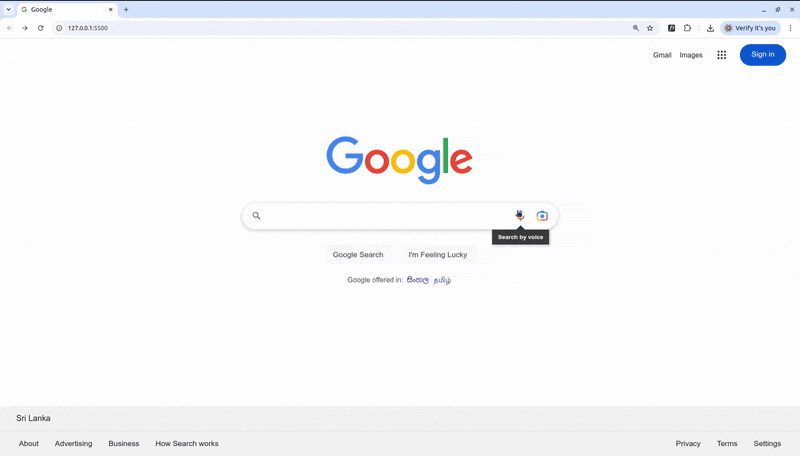 Google
127.0.0.1:5500
Verify it's you
Gmail Images
Sign in
Google
Search by voice
Google Search I'm Feeling Lucky
Google offered in: සිංහල தமிழ்
Sri Lanka
About Advertising Business How Search works Privacy Terms Settings